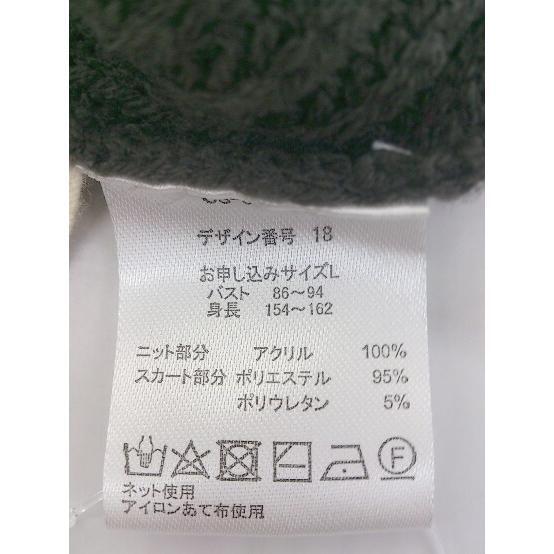 デザイン番号 18
お申し込みサイズL
バスト 86～94
身長 154～162
ニット部分 アクリル 100%
スカート部分 ポリエステル 95%
ポリウレタン 5%
F
ネット使用
アイロンあて布使用